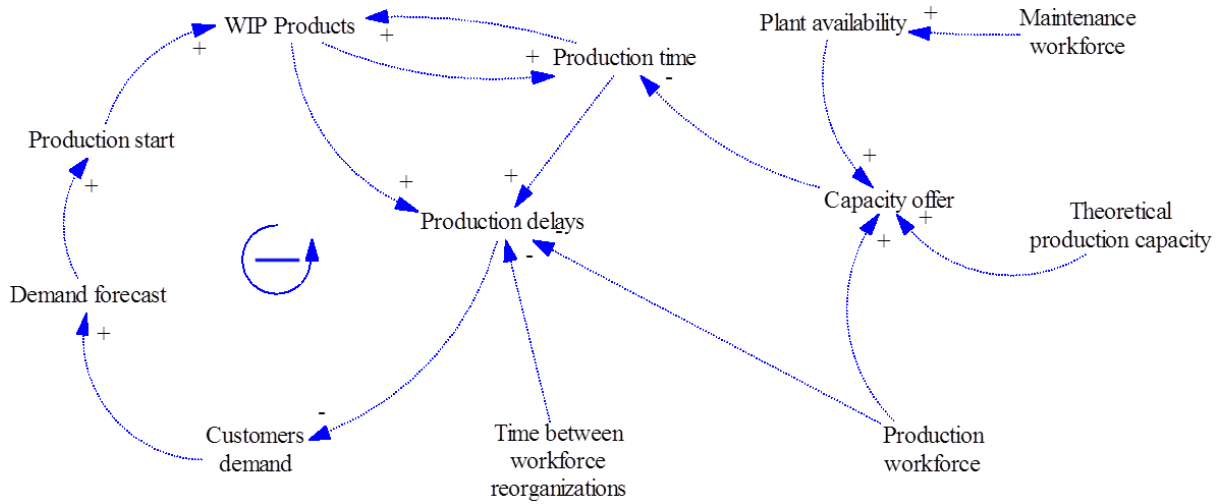 WIP Products
Plant availability
Maintenance
workforce
+
+
+
+
Production time
-
Production start
+
+
+
+
Capacity offer
Production delays
-
-
+
+
Theoretical
production capacity
Demand forecast
+
-
Customers
demand
Time between
workforce
reorganizations
Production
workforce